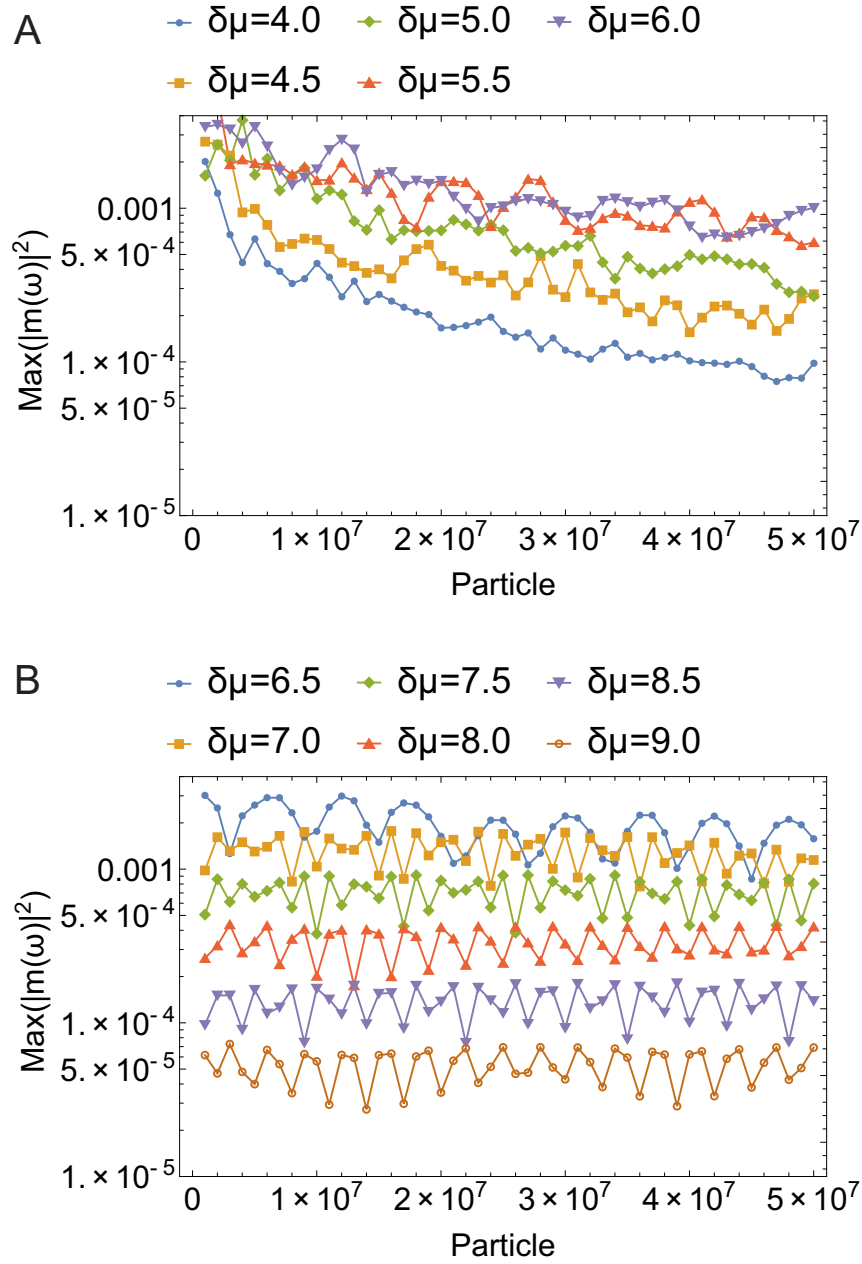 A
δμ=4.0 δμ=5.0 δμ=6.0
δμ=4.5 δμ=5.5
Max(|m(ω)|²)
0.001
5.×10⁻⁴
1.×10⁻⁴
5.×10⁻⁵
1.×10⁻⁵
0 1×10⁷ 2×10⁷ 3×10⁷ 4×10⁷ 5×10⁷
Particle
B
δμ=6.5 δμ=7.5 δμ=8.5
δμ=7.0 δμ=8.0 δμ=9.0
Max(|m(ω)|²)
0.001
5.×10⁻⁴
1.×10⁻⁴
5.×10⁻⁵
1.×10⁻⁵
0 1×10⁷ 2×10⁷ 3×10⁷ 4×10⁷ 5×10⁷
Particle